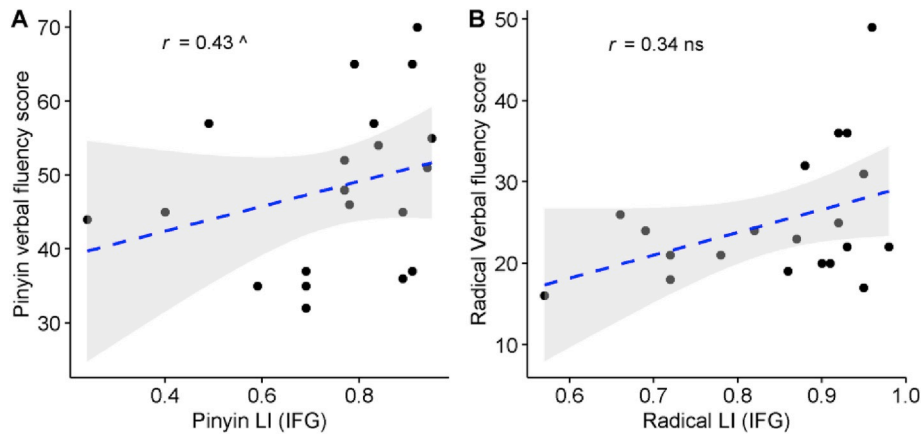 A
r = 0.43 ^
Pinyin verbal fluency score
70
60
50
40
30
0.4 0.6 0.8
Pinyin LI (IFG)
B
r = 0.34 ns
Radical Verbal fluency score
50
40
30
20
10
0.6 0.7 0.8 0.9 1.0
Radical LI (IFG)